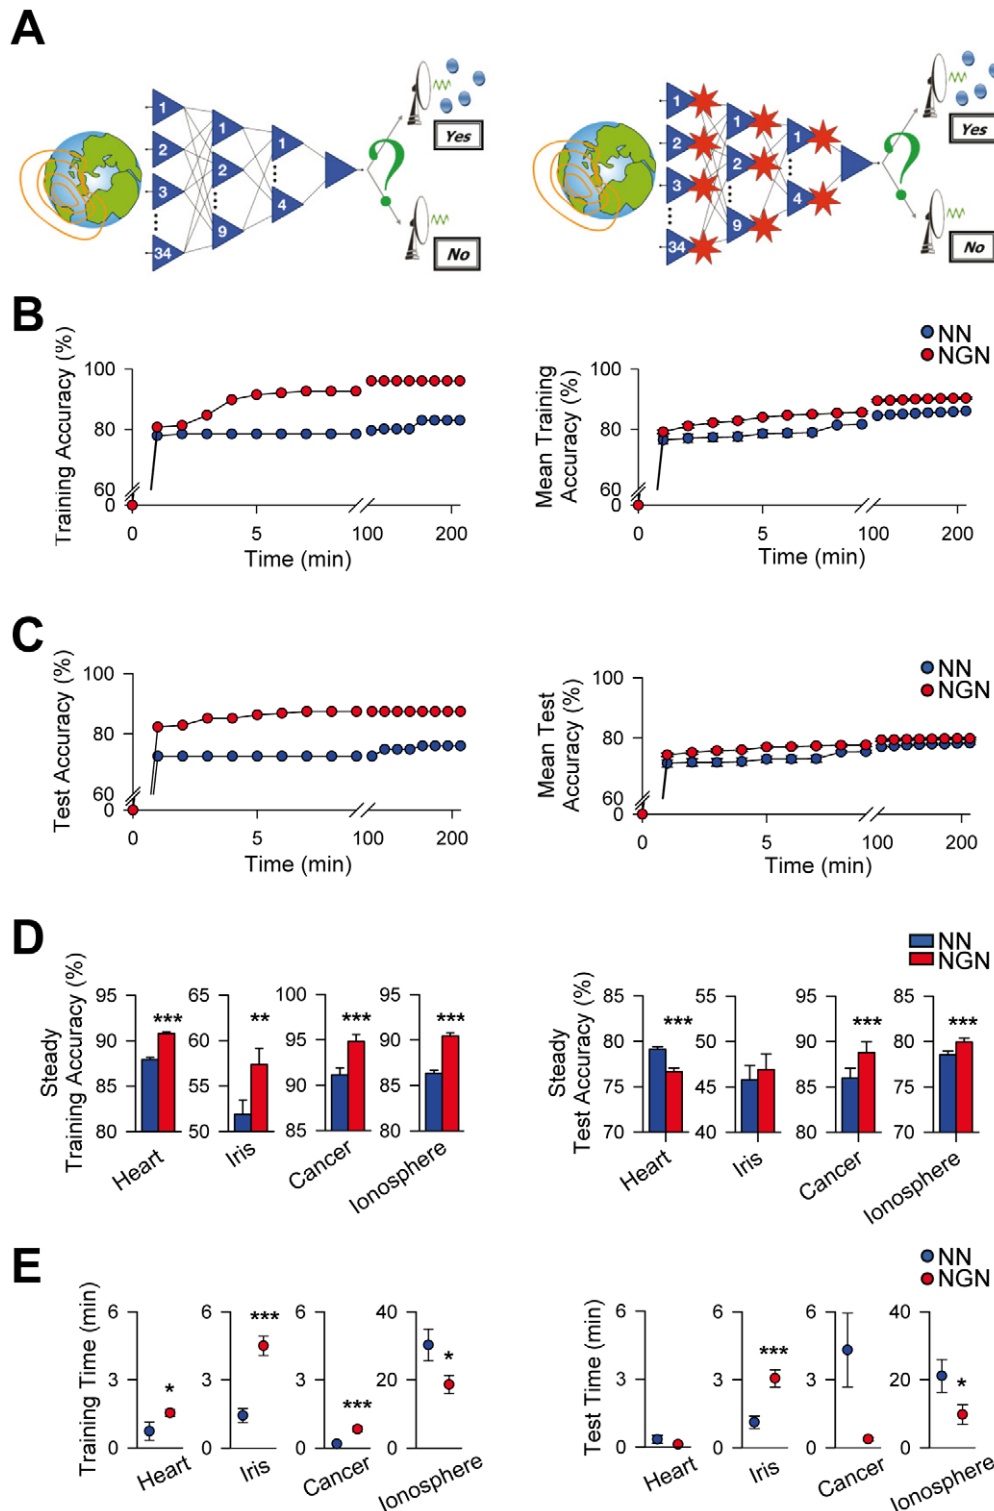 A
1
2
3
34
1
2
9
1
4
Yes
No
1
2
3
34
1
2
9
1
4
Yes
No
B
NN
NGN
Training Accuracy (%)
100
80
60
0
0
5
100
200
Time (min)
Mean Training
Accuracy (%)
100
80
60
0
0
5
100
200
Time (min)
C
NN
NGN
Test Accuracy (%)
100
80
60
0
0
5
100
200
Time (min)
Mean Test
Accuracy (%)
100
80
60
0
0
5
100
200
Time (min)
D
NN
NGN
Steady
Training Accuracy (%)
95
90
85
80
***
Heart
65
60
55
50
**
Iris
100
95
90
85
***
Cancer
95
90
85
80
***
Ionosphere
Steady
Test Accuracy (%)
85
80
75
70
***
Heart
55
50
45
40
Iris
95
90
85
80
***
Cancer
85
80
75
70
***
Ionosphere
E
NN
NGN
Training Time (min)
6
3
0
*
Heart
6
3
0
***
Iris
6
3
0
***
Cancer
40
20
0
*
Ionosphere
Test Time (min)
6
3
0
Heart
6
3
0
***
Iris
6
3
0
Cancer
40
20
0
*
Ionosphere